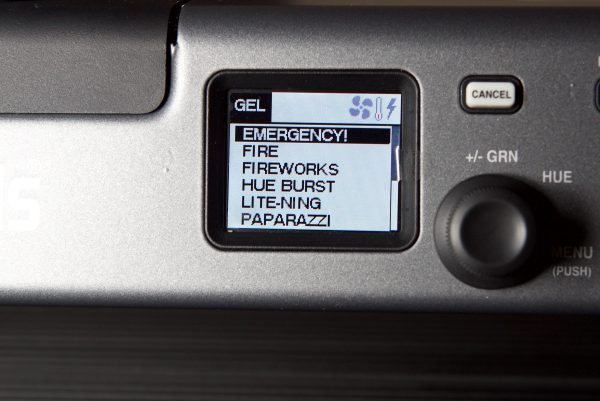 GEL
EMERGENCY!
FIRE
FIREWORKS
HUE BURST
LITE-NING
PAPARAZZI
CANCEL
+/- GRN
HUE
MENU
(PUSH)